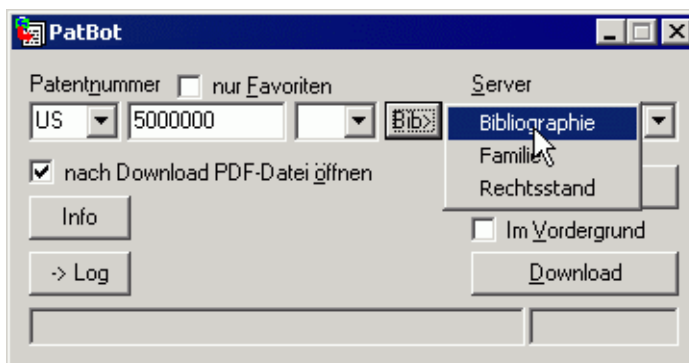 PatBot
Patentnummer nur Favoriten Server
US 5000000 Bib> Bibliographie
Familie
nach Download PDF-Datei öffnen
Rechtsstand
Info
Im Vordergrund
-> Log Download